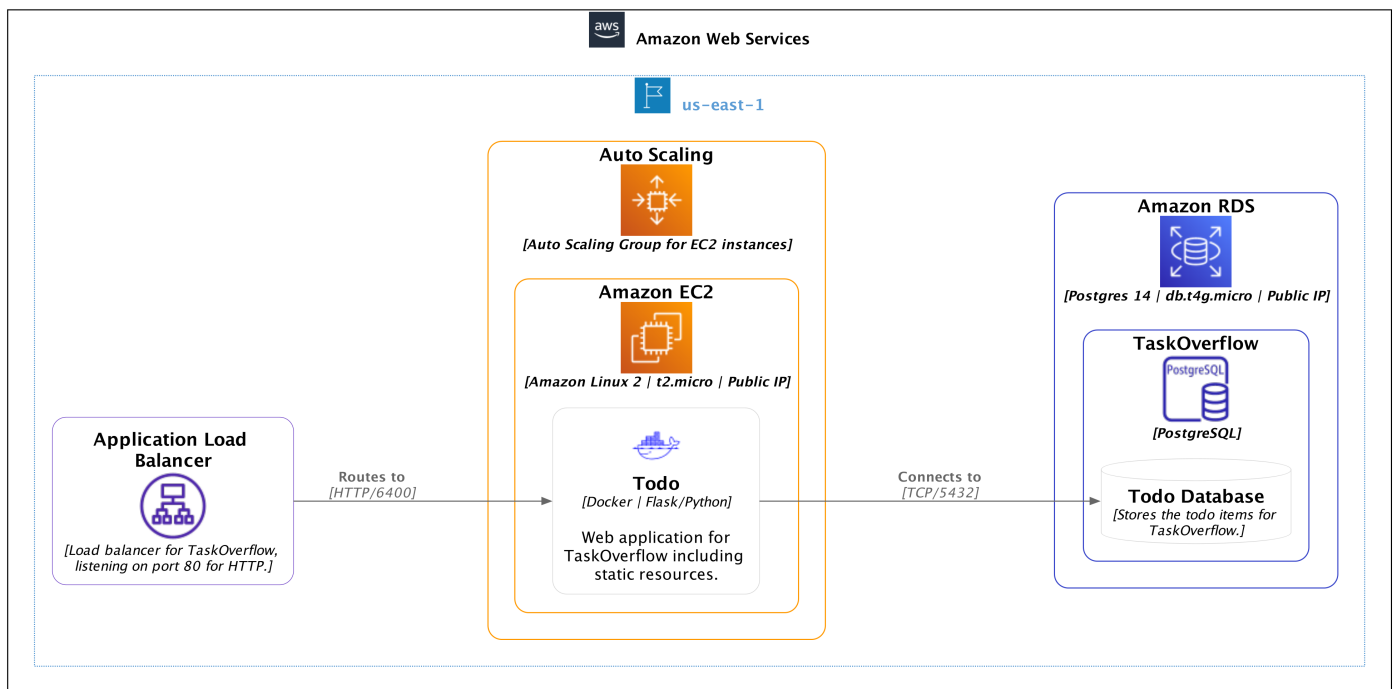 aws
Amazon Web Services
us-east-1
Auto Scaling
[Auto Scaling Group for EC2 instances]
Amazon EC2
[Amazon Linux 2 | t2.micro | Public IP]
Todo
[Docker | Flask/Python]
Web application for
TaskOverflow including
static resources.
Application Load
Balancer
[Load balancer for TaskOverflow,
listening on port 80 for HTTP.]
Routes to
[HTTP/6400]
Connects to
[TCP/5432]
Amazon RDS
[Postgres 14 | db.t4g.micro | Public IP]
TaskOverflow
PostgreSQL
[PostgreSQL]
Todo Database
[Stores the todo items for
TaskOverflow.]